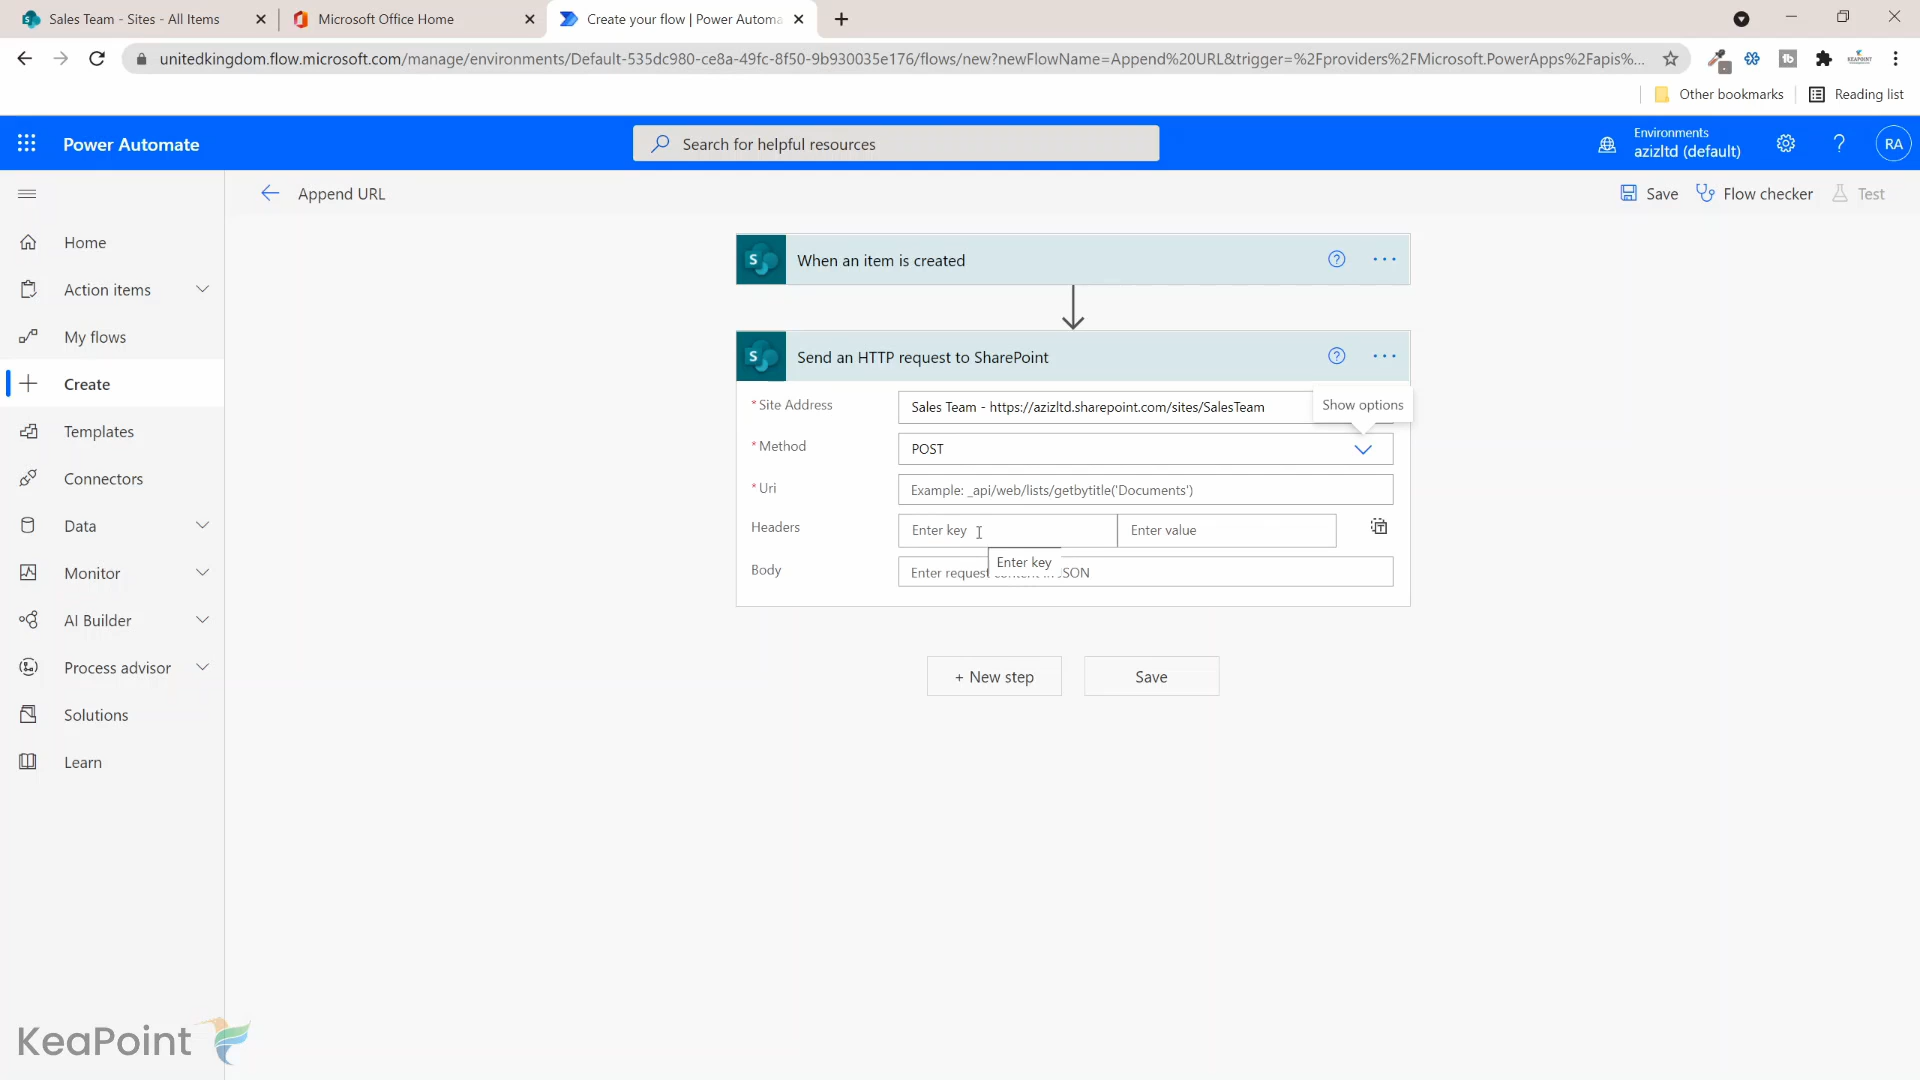 Sales Team - Sites - All Items
Microsoft Office Home
Create your flow | Power Automa
unitedkingdom.flow.microsoft.com/manage/environments/Default-535dc980-ce8a-49fc-8f50-9b930035e176/flows/new?newFlowName=Append%20URL&trigger=%2Fproviders%2FMicrosoft.PowerApps%2Fapis%...
Other bookmarks
Reading list
Power Automate
Search for helpful resources
Environments
azizltd (default)
RA
Append URL
Save
Flow checker
Test
Home
Action items
My flows
Create
Templates
Connectors
Data
Monitor
AI Builder
Process advisor
Solutions
Learn
S
When an item is created
S
Send an HTTP request to SharePoint
* Site Address
Sales Team - https://azizltd.sharepoint.com/sites/SalesTeam
Show options
* Method
POST
* Uri
Example: _api/web/lists/getbytitle('Documents')
Headers
Enter key
Enter value
Enter key
Body
Enter request JSON
+ New step
Save
KeaPoint